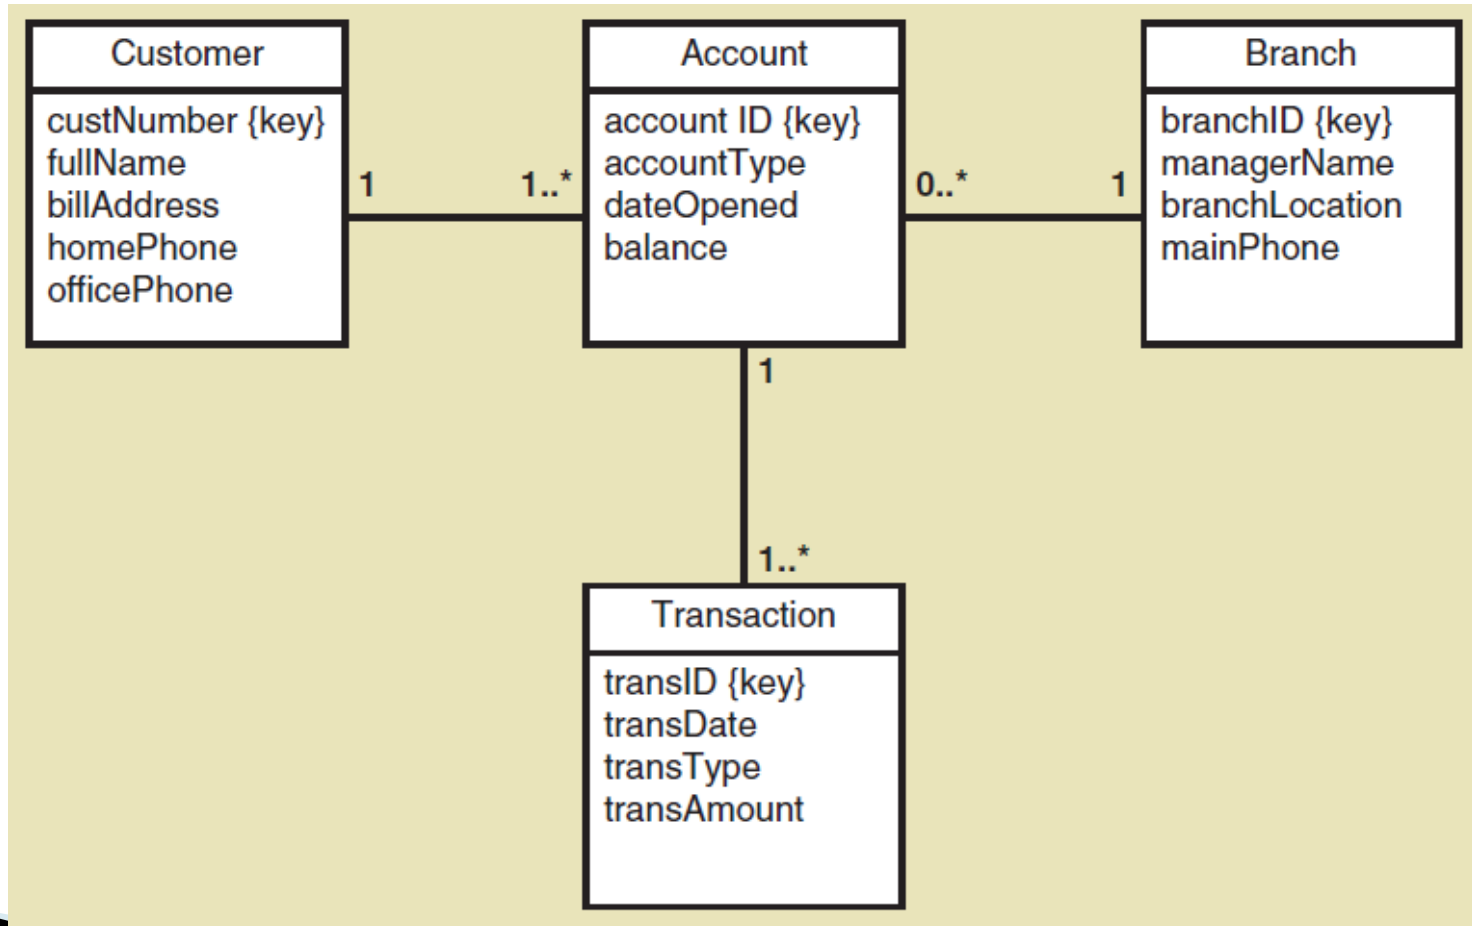 Customer
custNumber {key}
fullName
billAddress
homePhone
officePhone
1
1..*
Account
account ID {key}
accountType
dateOpened
balance
0..*
1
Branch
branchID {key}
managerName
branchLocation
mainPhone
1
1..*
Transaction
transID {key}
transDate
transType
transAmount